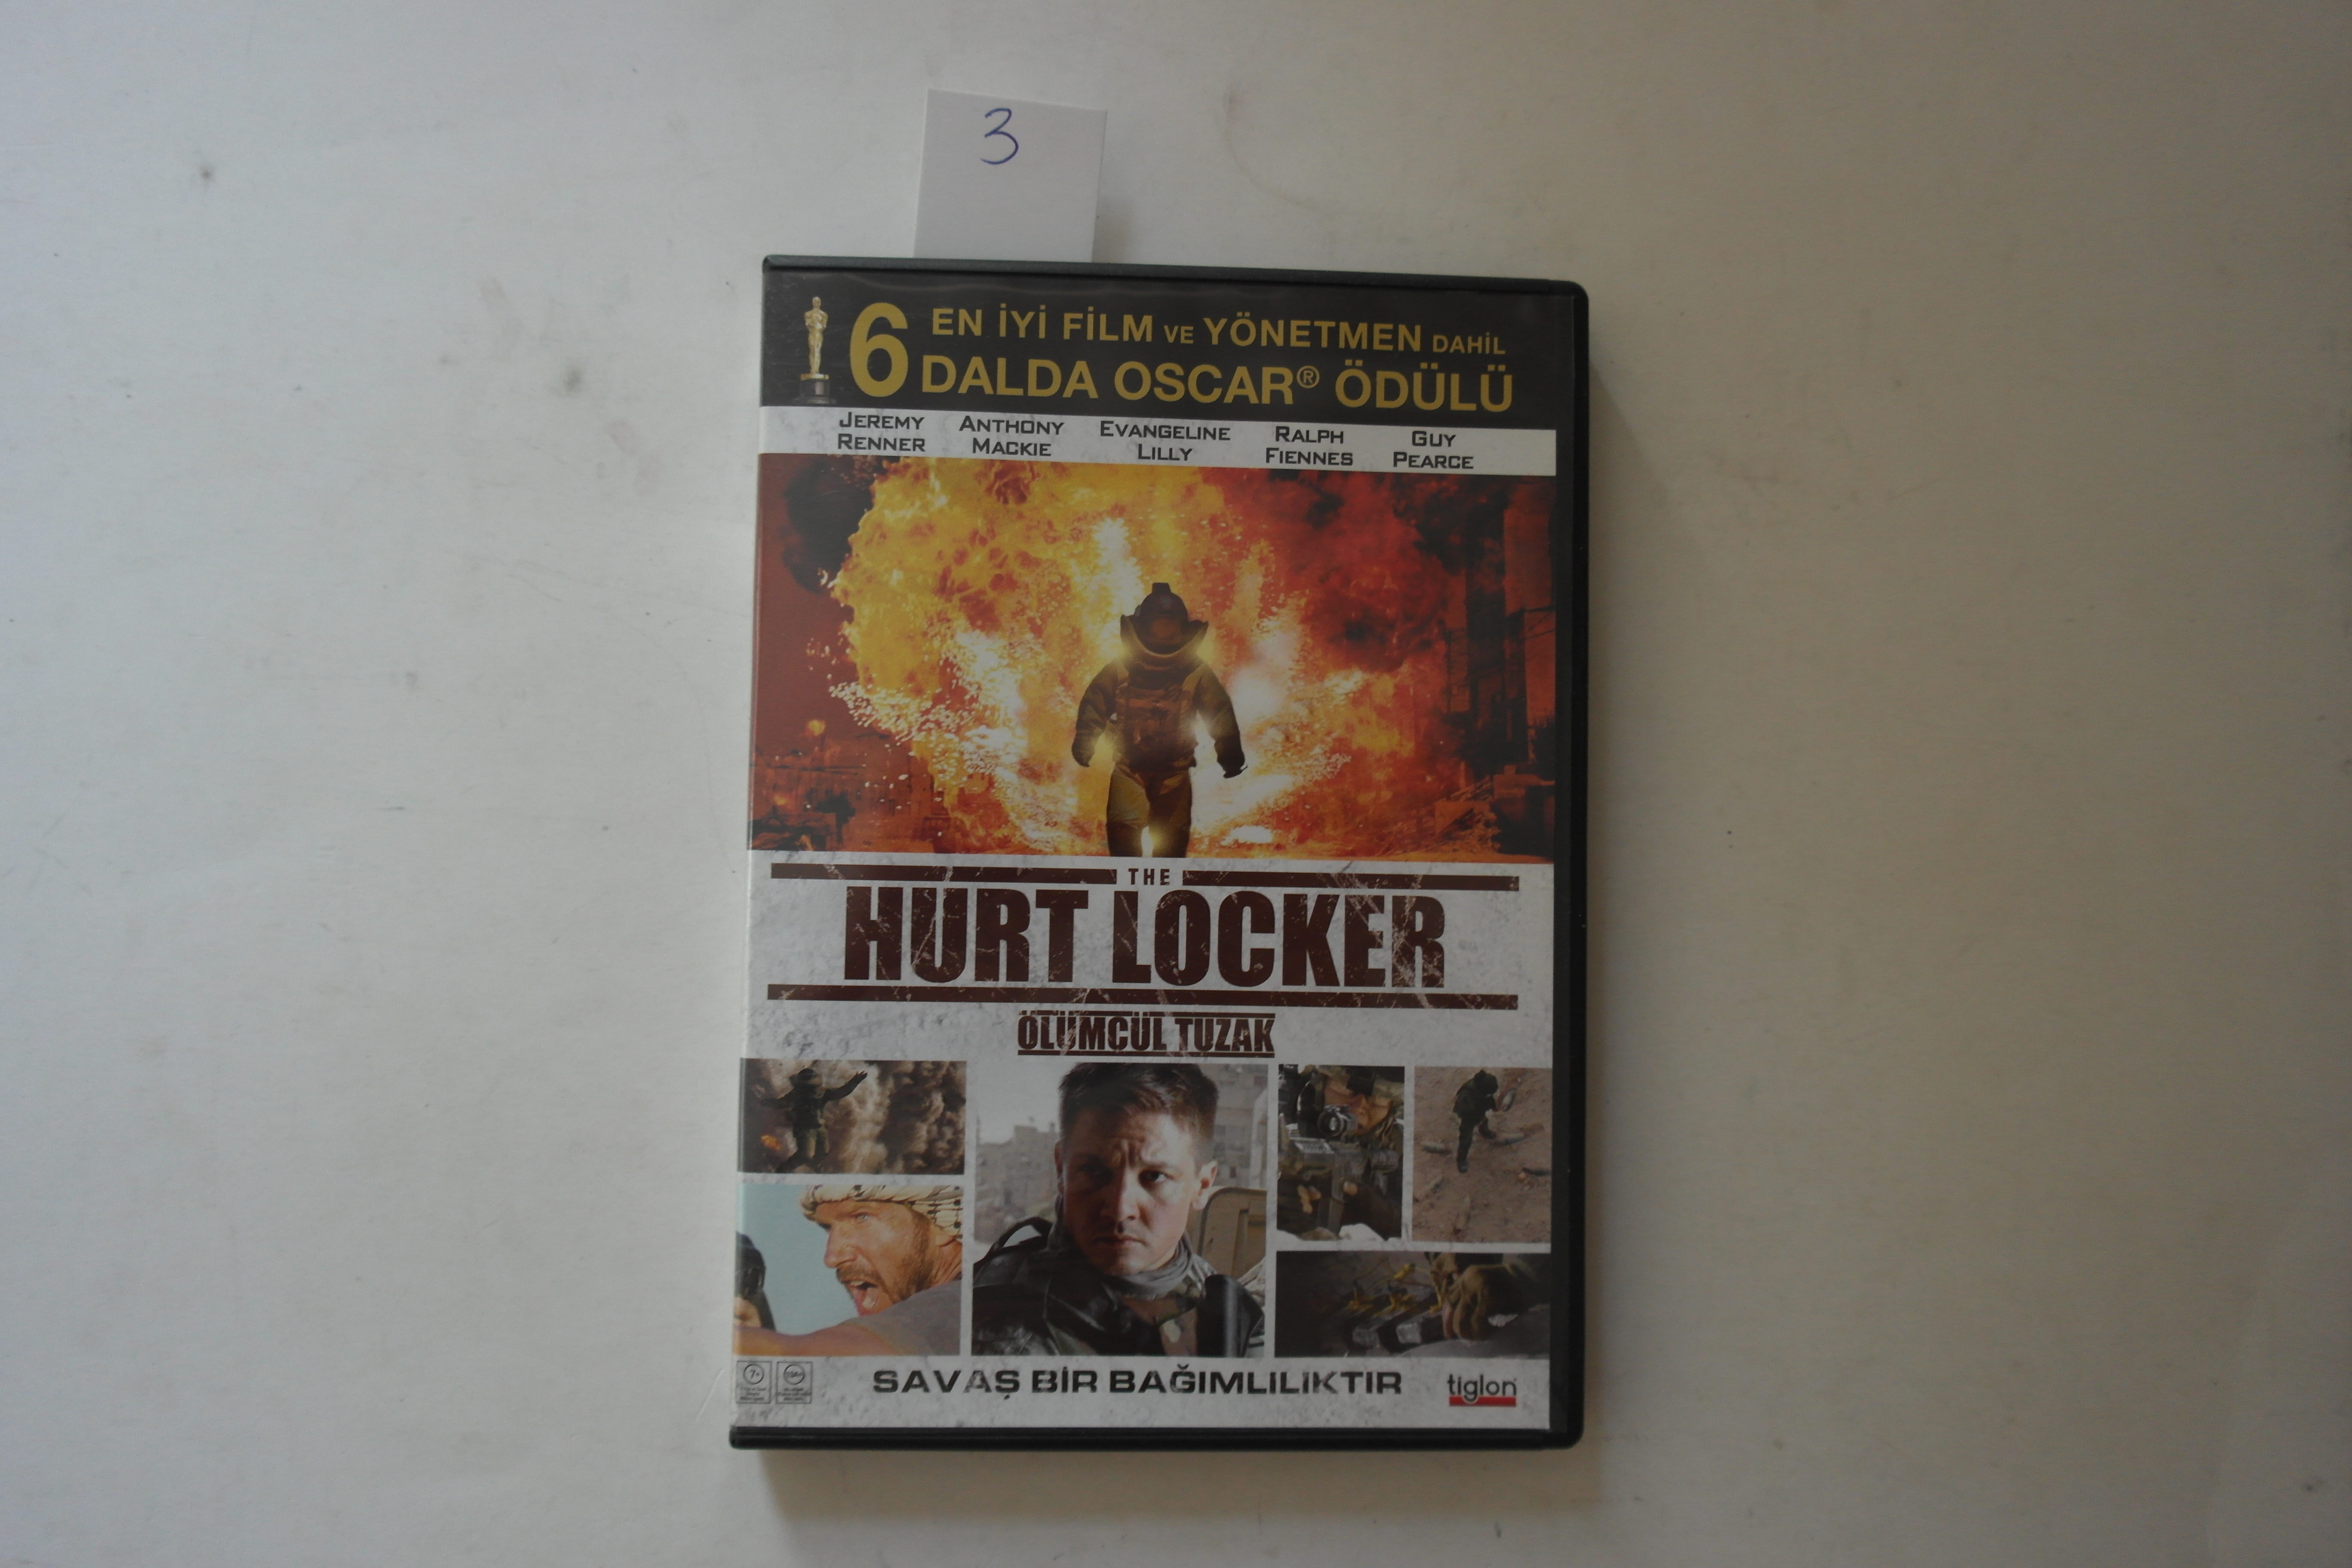 3
6 EN İYİ FİLM VE YÖNETMEN DAHİL
DALDA OSCAR® ÖDÜLÜ
JEREMY RENNER
ANTHONY MACKIE
EVANGELINE LILLY
RALPH FIENNES
GUY PEARCE
THE
HURT LOCKER
ÖLÜMCÜL TUZAK
7+
SAVAŞ BİR BAĞIMLILIKTIR
tiglon